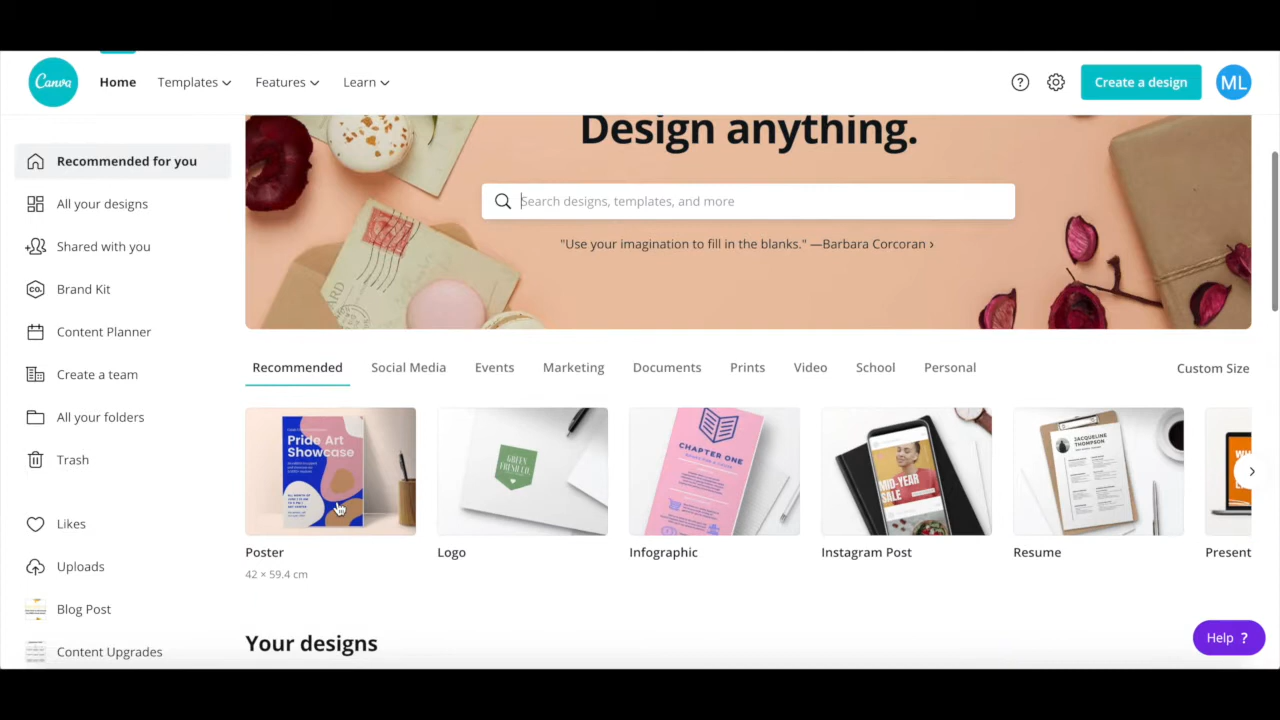 Canva
Home
Templates
Features
Learn
?
Create a design
ML
Recommended for you
All your designs
Shared with you
CO.
Brand Kit
Content Planner
Create a team
All your folders
Trash
Likes
Uploads
Blog Post
Content Upgrades
Design anything.
Search designs, templates, and more
"Use your imagination to fill in the blanks." —Barbara Corcoran ›
Recommended
Social Media
Events
Marketing
Documents
Prints
Video
School
Personal
Custom Size
Pride Art
Showcase
GREEN
CHAPTER ONE
MID-YEAR
SALE
JACQUELINE
THOMPSON
Poster
42 × 59.4 cm
Logo
Infographic
Instagram Post
Resume
Present
Your designs
Help ?